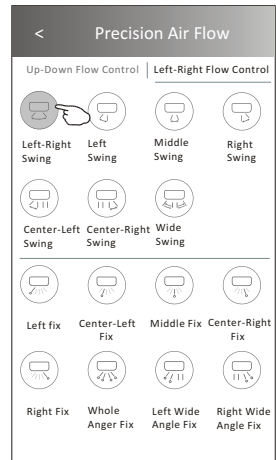 < Precision Air Flow
Up-Down Flow Control | Left-Right Flow Control
Left-Right Swing
Left Swing
Middle Swing
Right Swing
Center-Left Swing
Center-Right Swing
Wide Swing
Left fix
Center-Left Fix
Middle Fix
Center-Right Fix
Right Fix
Whole Anger Fix
Left Wide Angle Fix
Right Wide Angle Fix